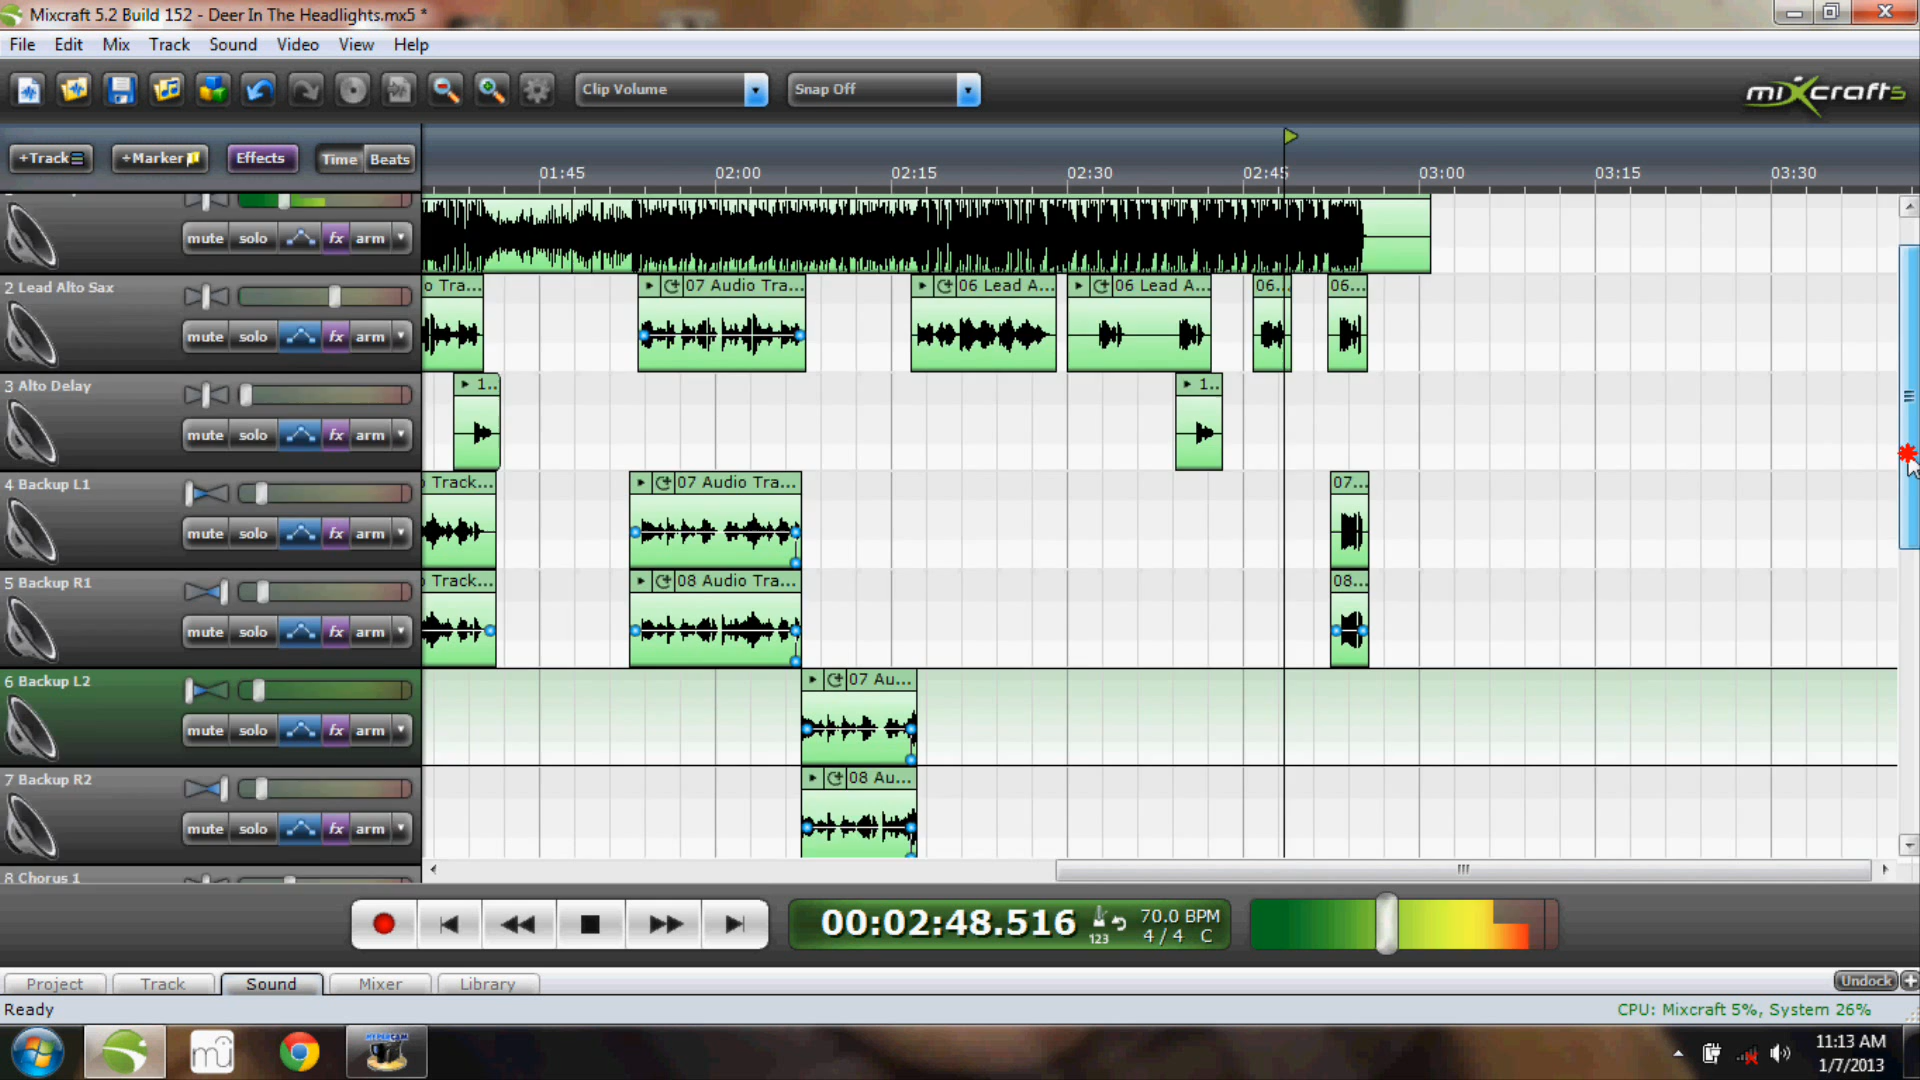 Mixcraft 5.2 Build 152 - Deer In The Headlights.mx5 *
File Edit Mix Track Sound Video View Help
Clip Volume
Snap Off
mixcraft5
+Track
+Marker
Effects
Time Beats
01:45 02:00 02:15 02:30 02:45 03:00 03:15 03:30
mute solo fx arm
2 Lead Alto Sax
mute solo fx arm
o Tra...
07 Audio Tra...
06 Lead A...
06 Lead A...
06...
06...
3 Alto Delay
mute solo fx arm
1..
1..
4 Backup L1
mute solo fx arm
Track...
07 Audio Tra...
07...
5 Backup R1
mute solo fx arm
Track...
08 Audio Tra...
08...
6 Backup L2
mute solo fx arm
07 Au...
7 Backup R2
mute solo fx arm
08 Au...
8 Chorus 1
00:02:48.516
123
70.0 BPM
4 / 4 C
Project Track Sound Mixer Library
Undock
Ready
CPU: Mixcraft 5%, System 26%
mu
HYPERCAM
11:13 AM
1/7/2013